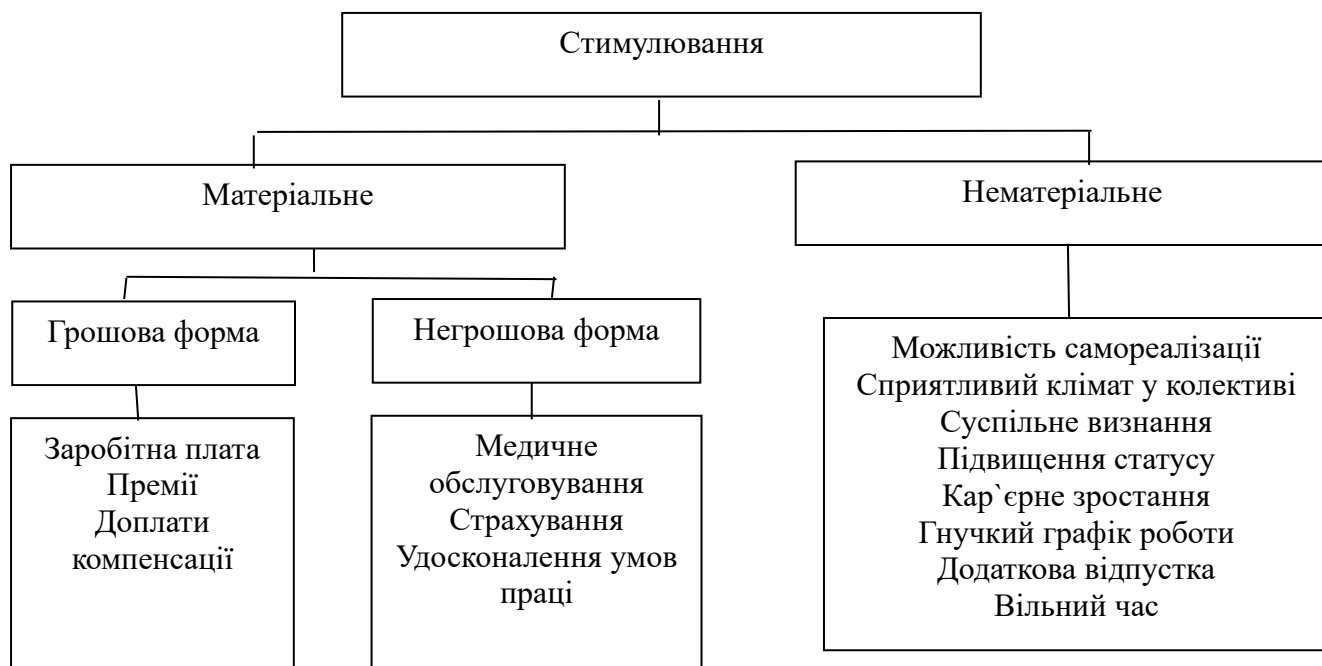 Стимулювання
Матеріальне
Нематеріальне
Грошова форма
Негрошова форма
Заробітна плата
Премії
Доплати
компенсації
Медичне
обслуговування
Страхування
Удосконалення умов
праці
Можливість самореалізації
Сприятливий клімат у колективі
Суспільне визнання
Підвищення статусу
Кар`єрне зростання
Гнучкий графік роботи
Додаткова відпустка
Вільний час